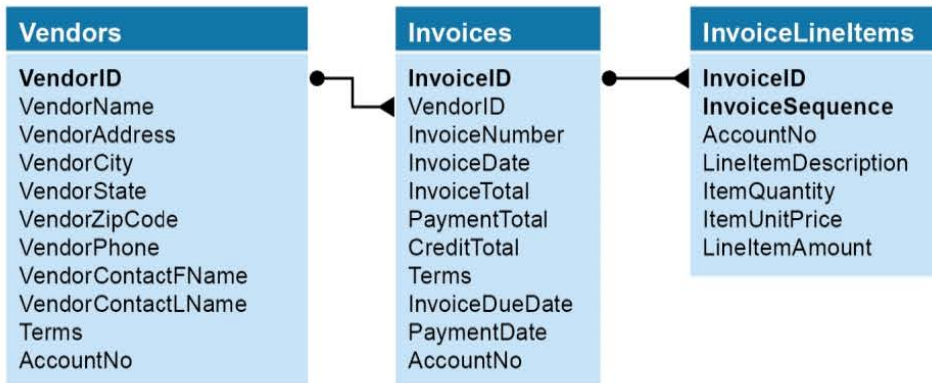 Vendors
VendorID
VendorName
VendorAddress
VendorCity
VendorState
VendorZipCode
VendorPhone
VendorContactFName
VendorContactLName
Terms
AccountNo
Invoices
InvoiceID
VendorID
InvoiceNumber
InvoiceDate
InvoiceTotal
PaymentTotal
CreditTotal
Terms
InvoiceDueDate
PaymentDate
AccountNo
InvoiceLineItems
InvoiceID
InvoiceSequence
AccountNo
LineItemDescription
ItemQuantity
ItemUnitPrice
LineItemAmount